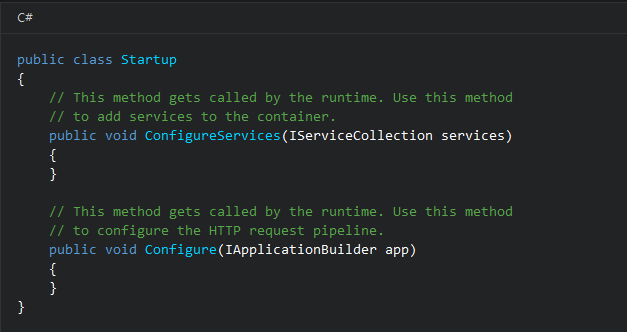 C#
public class Startup
{
    // This method gets called by the runtime. Use this method
    // to add services to the container.
    public void ConfigureServices(IServiceCollection services)
    {
    }

    // This method gets called by the runtime. Use this method
    // to configure the HTTP request pipeline.
    public void Configure(IApplicationBuilder app)
    {
    }
}